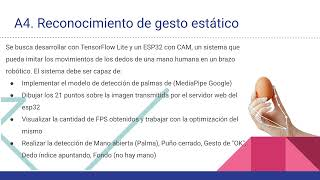 A4. Reconocimiento de gesto estático
Se busca desarrollar con TensorFlow Lite y un ESP32 con CAM, un sistema que
pueda imitar los movimientos de los dedos de una mano humana en un brazo
robótico. El sistema debe ser capaz de:
● Implementar el modelo de detección de palmas de (MediaPipe Google)
● Dibujar los 21 puntos sobre la imagen transmitida por el servidor web del
esp32
● Visualizar la cantidad de FPS obtenidos y trabajar con la optimización del
mismo
● Realizar la detección de Mano abierta (Palma), Puño cerrado, Gesto de "OK",
Dedo índice apuntando, Fondo (no hay mano)